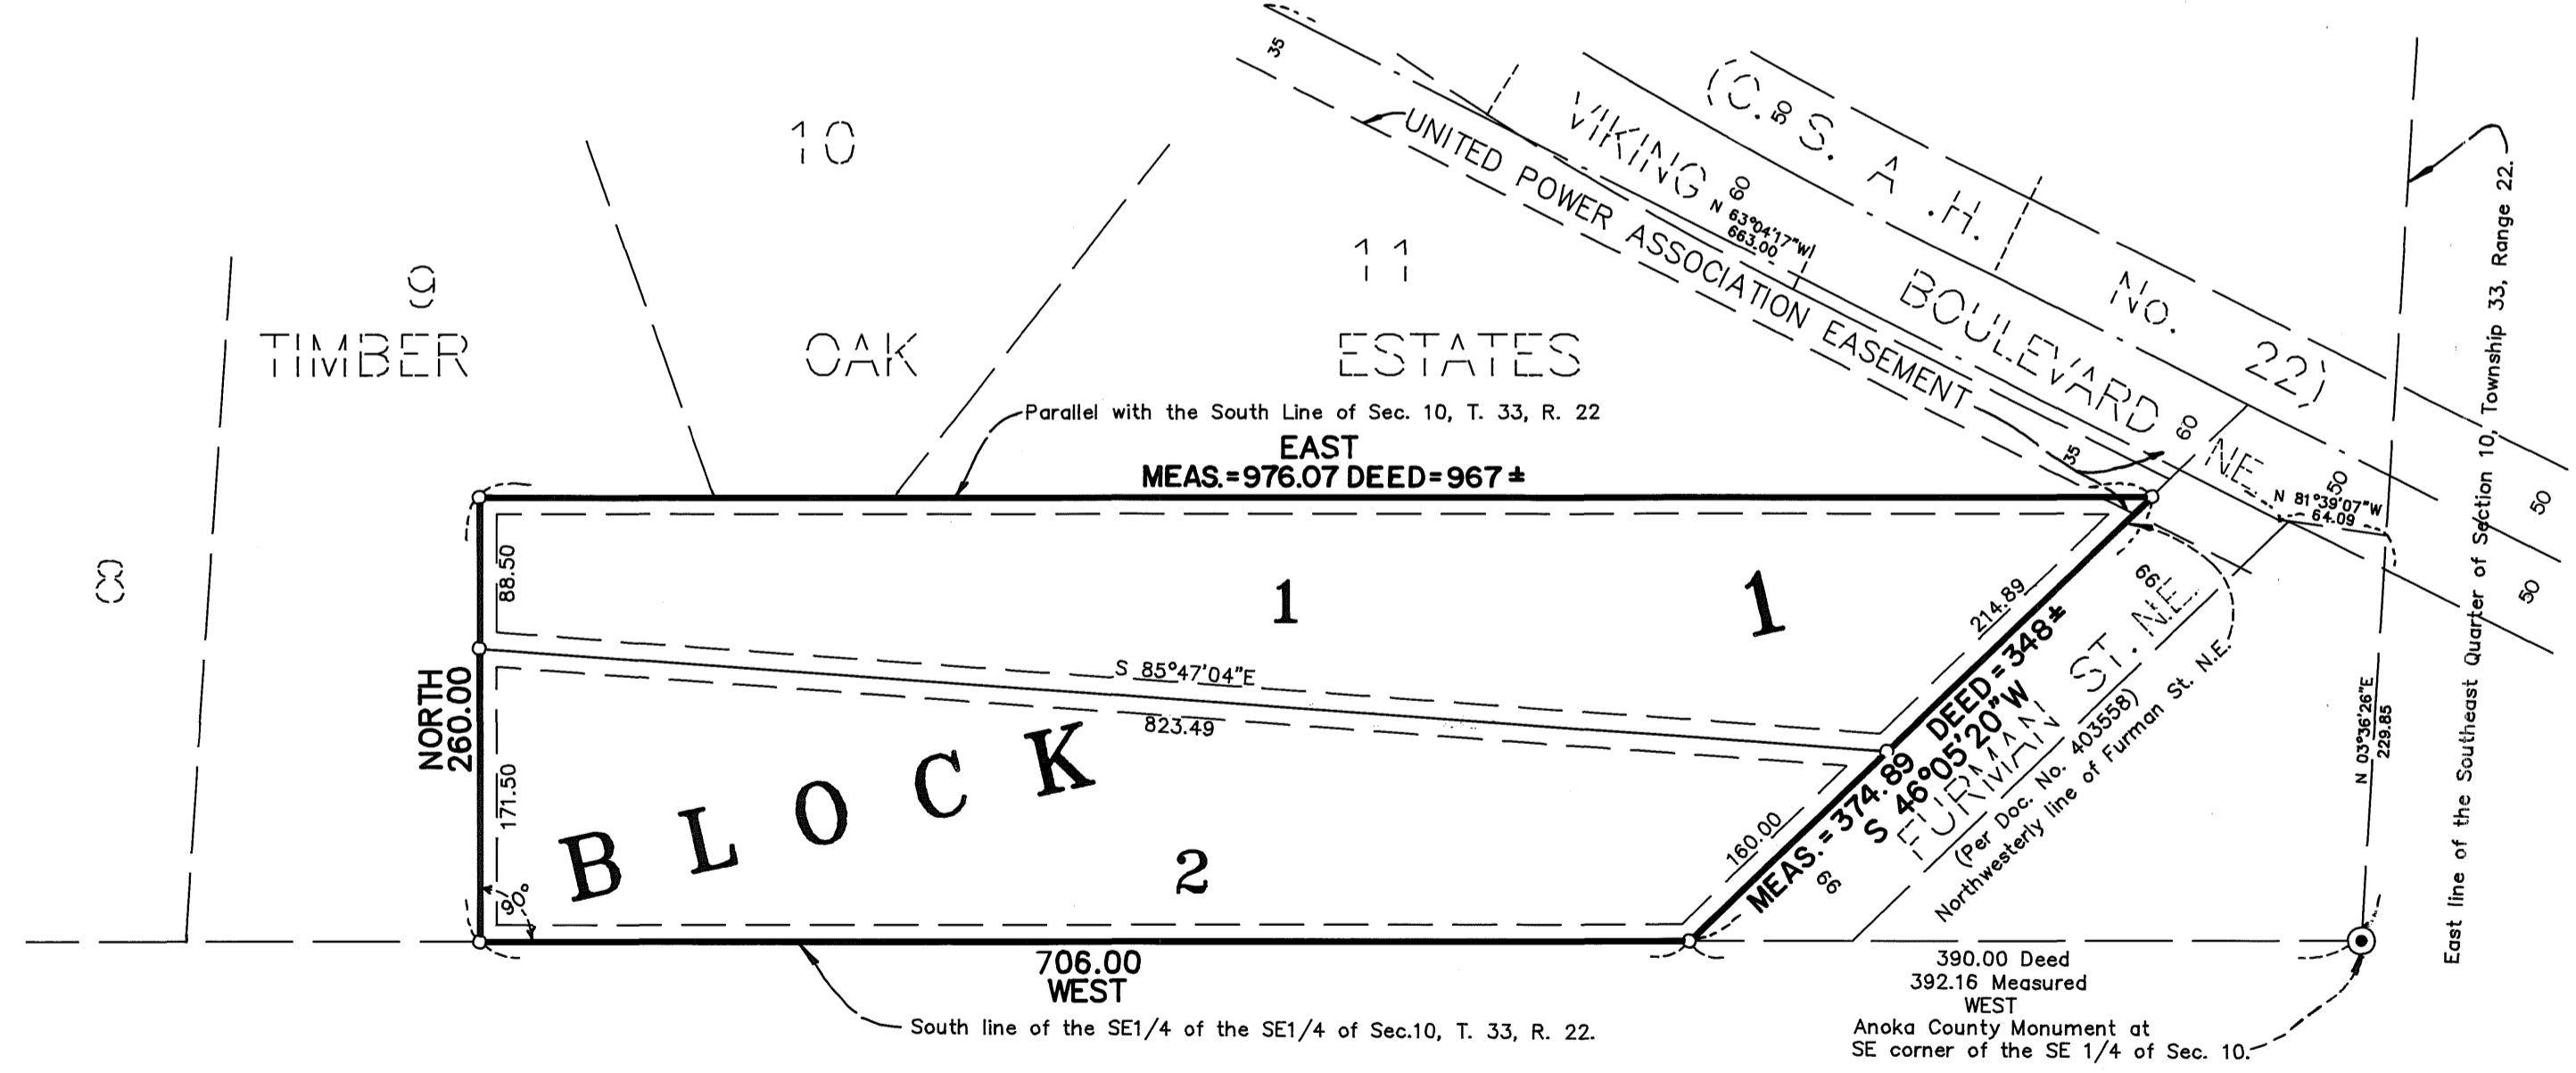 35
(C. S. A .H. No. 22)
50
VIKING BOULEVARD NE.
60
N 63°04'17"W
663.00
UNITED POWER ASSOCIATION EASEMENT
10
11
9
8
TIMBER OAK ESTATES
Parallel with the South Line of Sec. 10, T. 33, R. 22
EAST
MEAS.=976.07 DEED=967±
35
60
50
N 81°39'07"W
64.09
50
50
East line of the Southeast Quarter of Section 10, Township 33, Range 22.
88.50
1
1
214.89
66
S 85°47'04"E
823.49
NORTH
260.00
171.50
90°
BLOCK
2
160.00
MEAS.=374.89 DEED=348±
S 46°05'20"W
66
FURMAN ST. N.E.
(Per Doc. No. 403558)
Northwesterly line of Furman St. N.E.
N 03°36'26"E
229.85
706.00
WEST
South line of the SE1/4 of the SE1/4 of Sec.10, T. 33, R. 22.
390.00 Deed
392.16 Measured
WEST
Anoka County Monument at
SE corner of the SE 1/4 of Sec. 10.